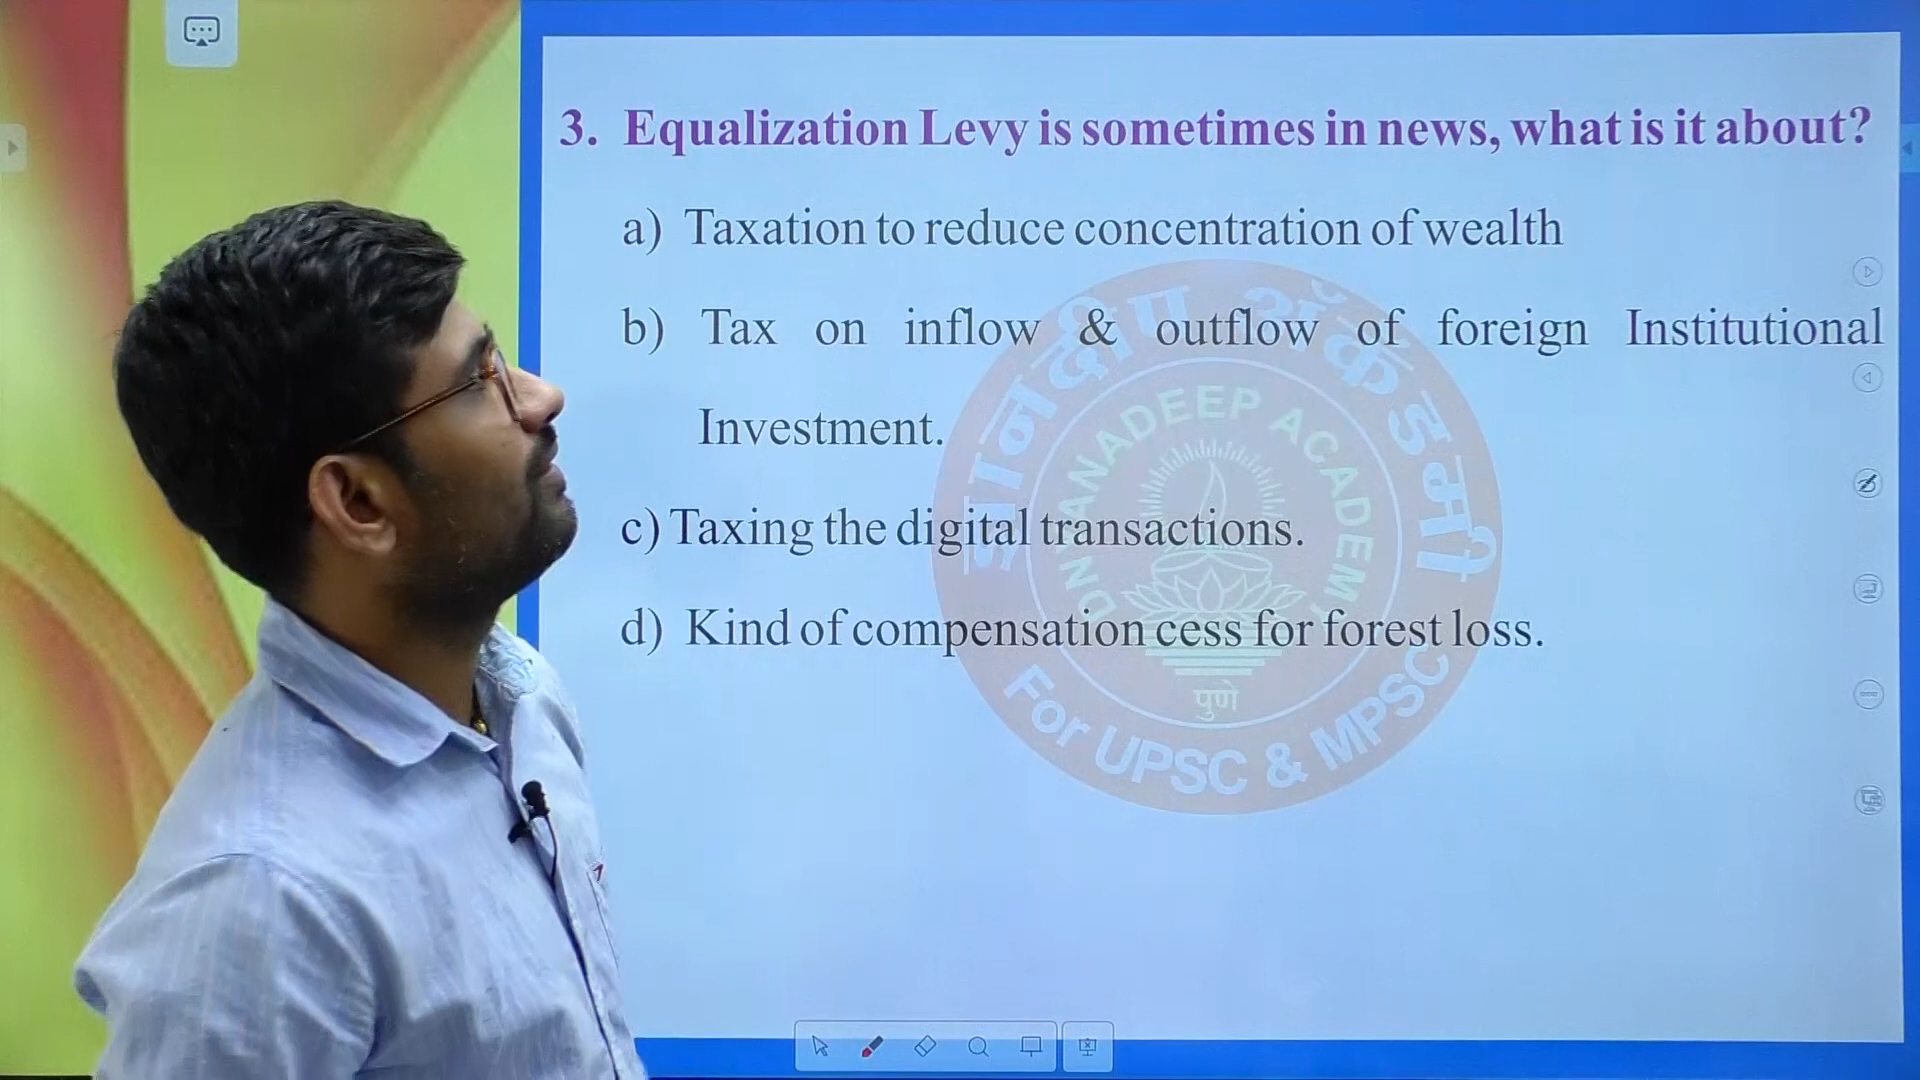 3. Equalization Levy is sometimes in news, what is it about?
a) Taxation to reduce concentration of wealth
b) Tax on inflow & outflow of foreign Institutional
Investment.
c) Taxing the digital transactions.
d) Kind of compensation cess for forest loss.
ज्ञानदीप अॅकॅडमी
DNYANADEEP ACADEMY
पुणे
For UPSC & MPSC